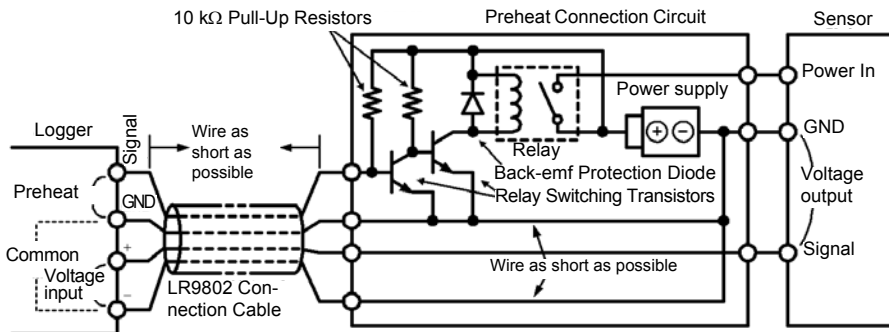 10 kΩ Pull-Up Resistors
Preheat Connection Circuit
Sensor
Power In
Power supply
Logger
Signal
Wire as
short as
possible
GND
Relay
Back-emf Protection Diode
Relay Switching Transistors
Voltage
output
Preheat
GND
+
Common
Voltage
input
−
Signal
Wire as short as possible
LR9802 Con-
nection Cable